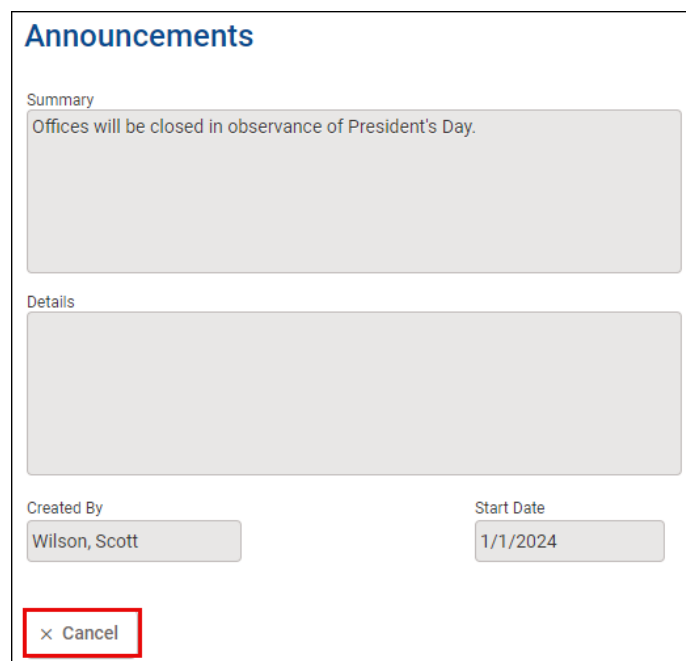 Announcements
Summary
Offices will be closed in observance of President's Day.
Details
Created By
Start Date
Wilson, Scott
1/1/2024
× Cancel